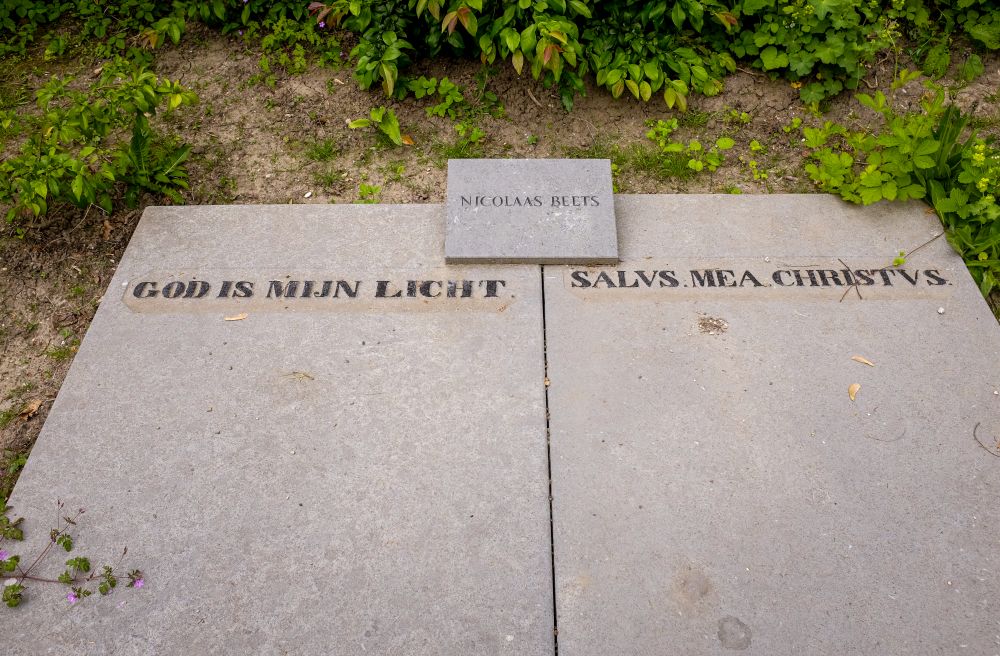 NICOLAAS BEETS
GOD IS MIJN LICHT
SALVS. MEA. CHRISTVS.